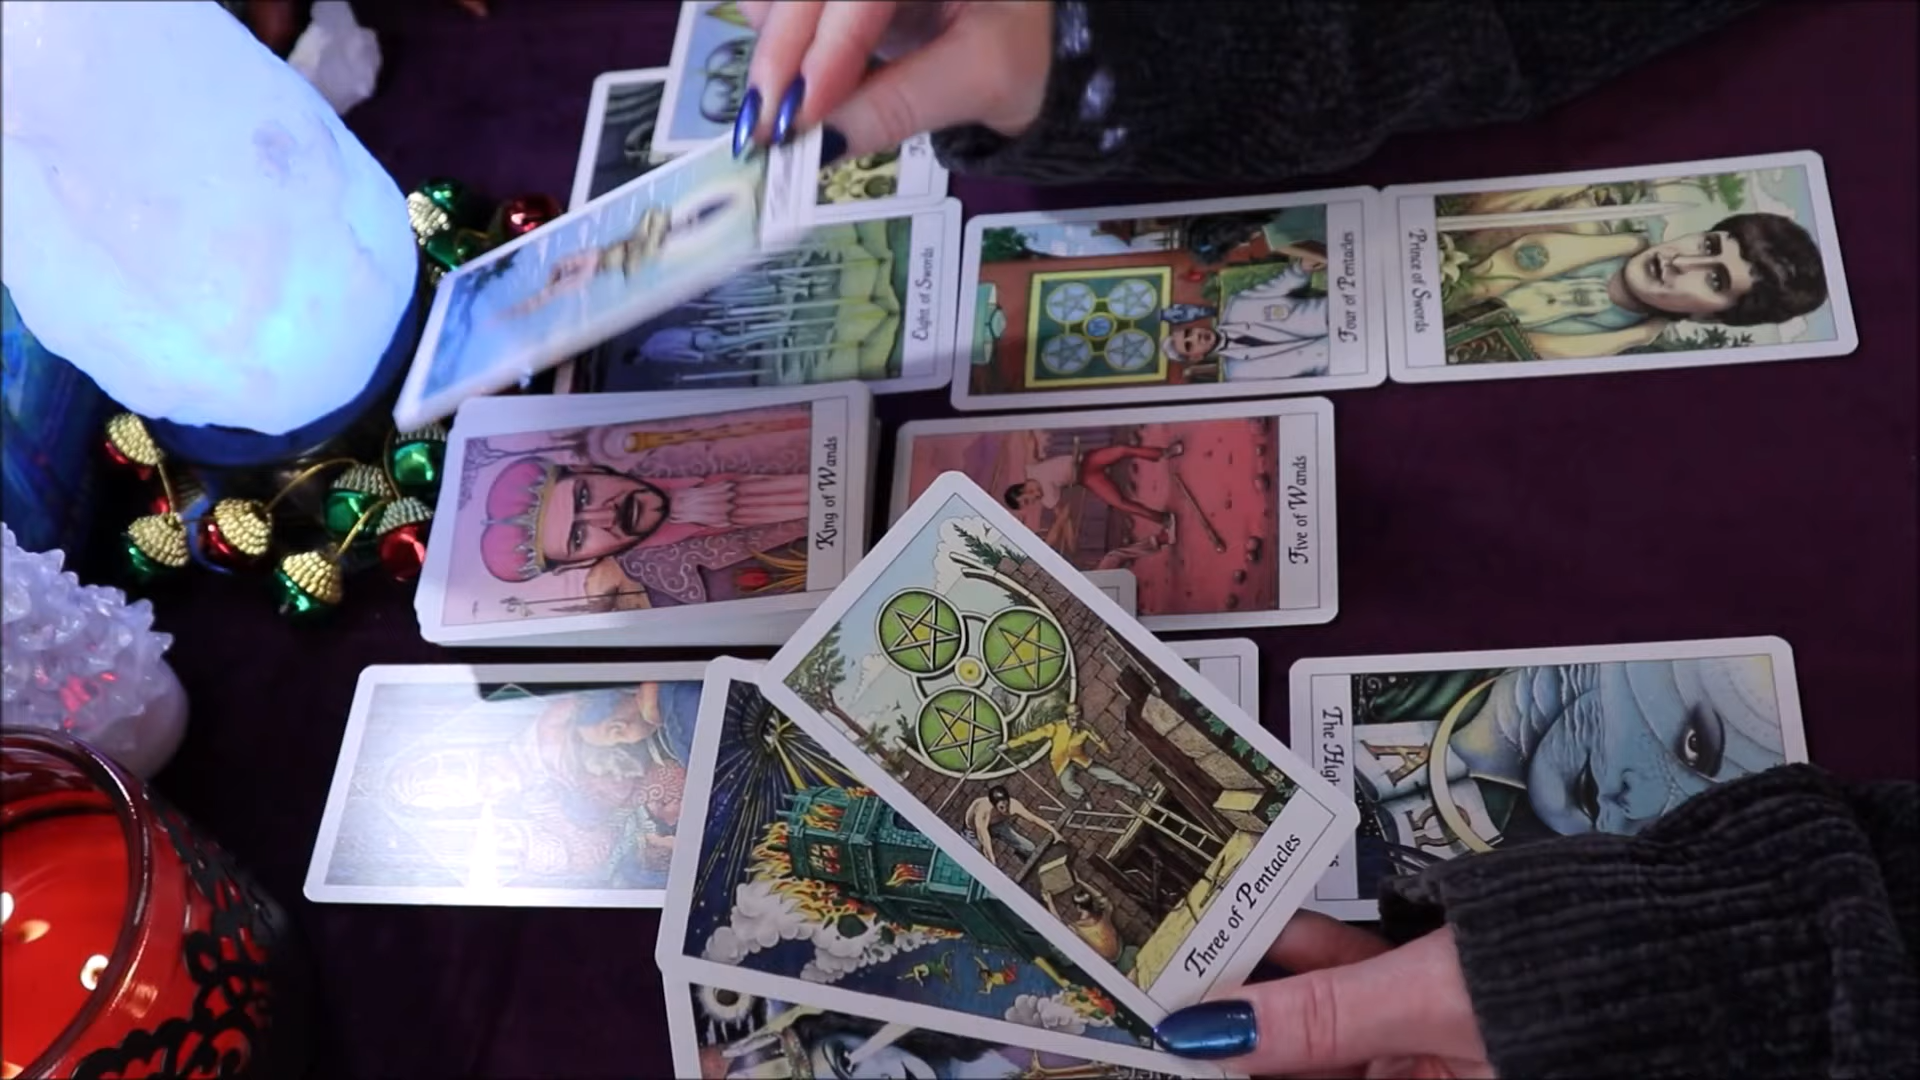 Eight of Swords
Four of Pentacles
Prince of Swords
King of Wands
Five of Wands
Three of Pentacles
The High